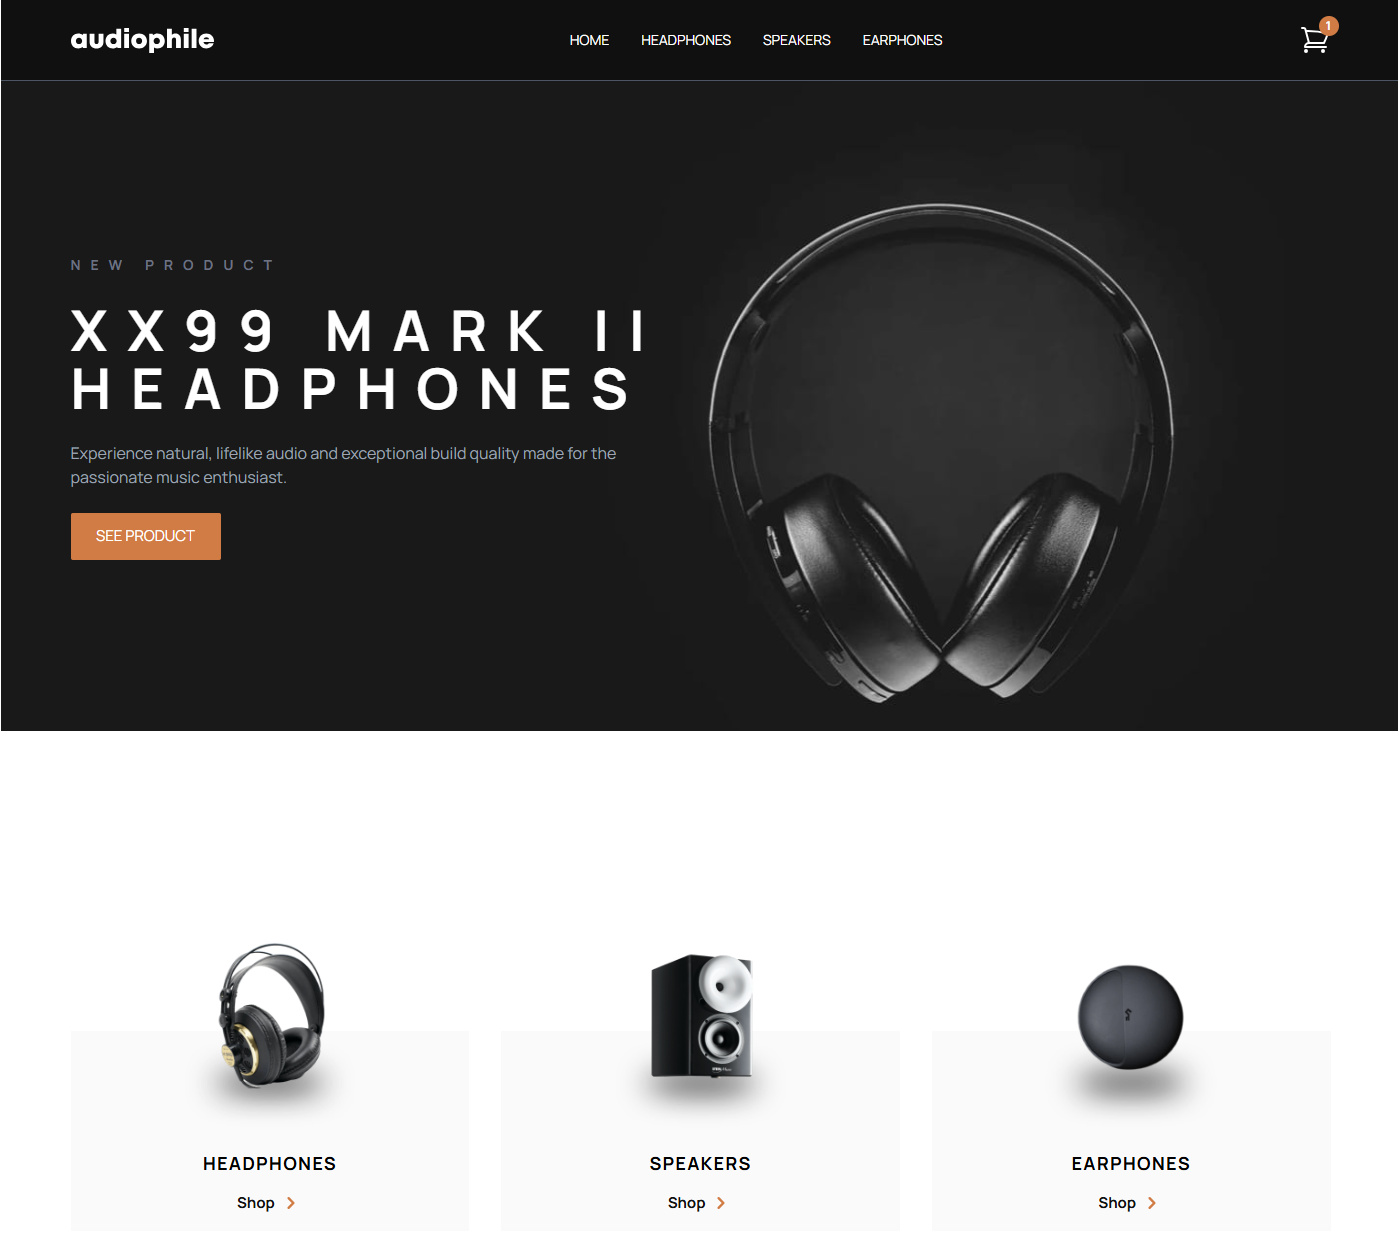 audiophile
HOME HEADPHONES SPEAKERS EARPHONES
1
NEW PRODUCT
XX99 MARK II
HEADPHONES
Experience natural, lifelike audio and exceptional build quality made for the
passionate music enthusiast.
SEE PRODUCT
HEADPHONES
Shop
SPEAKERS
Shop
EARPHONES
Shop